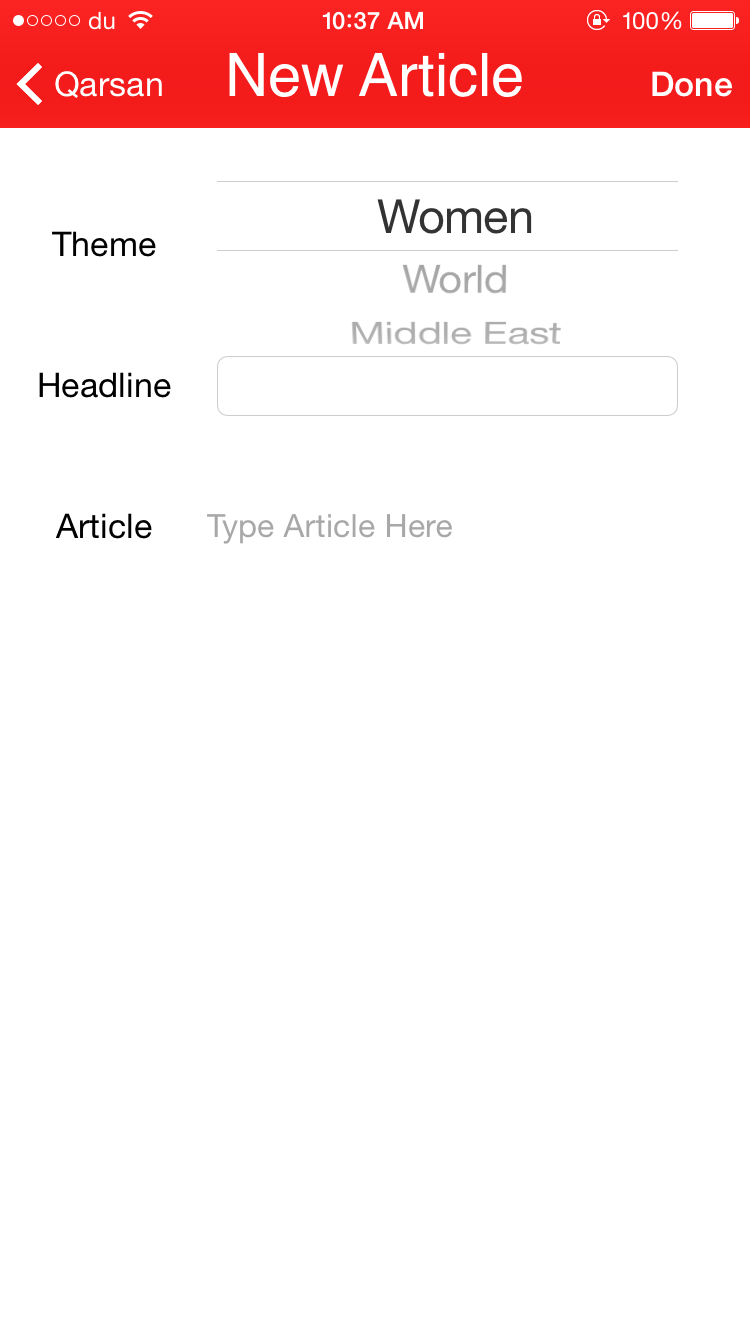 du 10:37 AM 100%
Qarsan New Article Done
Theme
Women
World
Middle East
Headline
Article Type Article Here